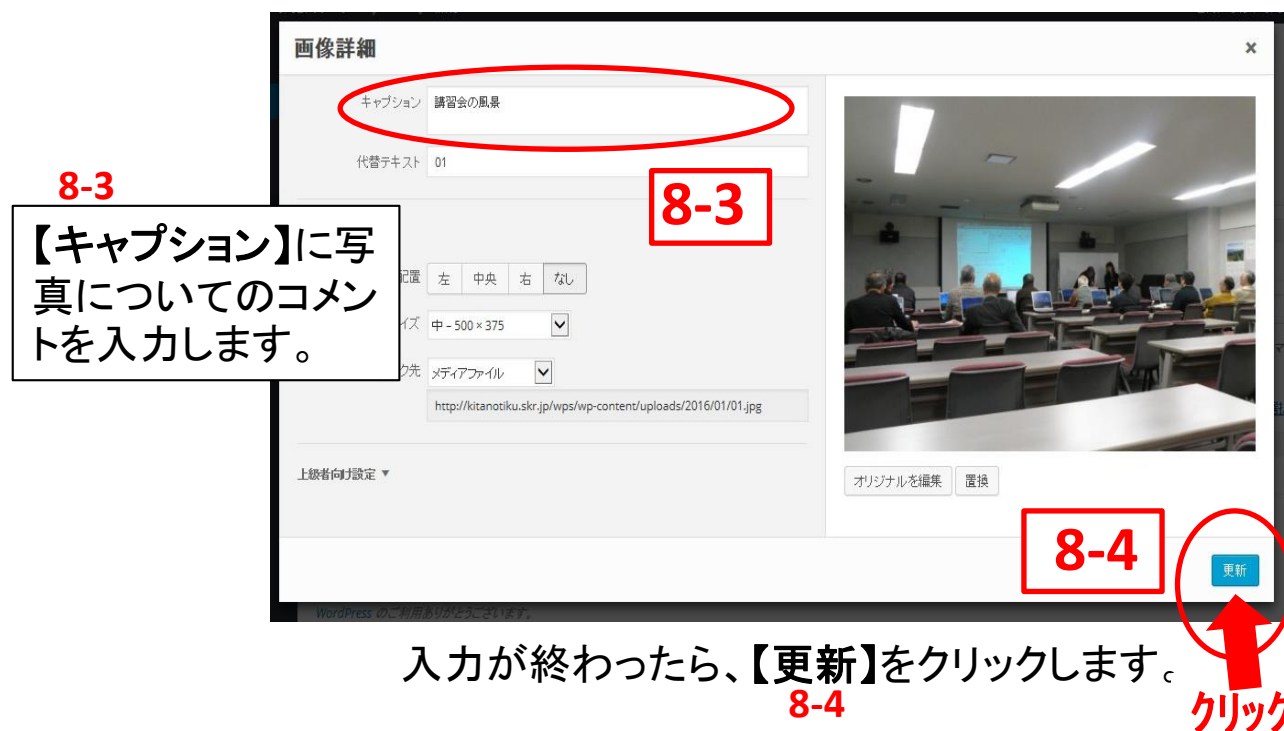 画像詳細
×
キャプション 講習会の風景
代替テキスト 01
8-3
8-3
【キャプション】に写
真についてのコメン
トを入力します。
配置 左 中央 右 なし
イズ 中 – 500 × 375
ク先 メディアファイル
http://kitanotiku.skr.jp/wps/wp-content/uploads/2016/01/01.jpg
上級者向け設定 ▼
オリジナルを編集 置換
8-4
更新
WordPress のご利用ありがとうございます。
入力が終わったら、【更新】をクリックします。
8-4
クリック